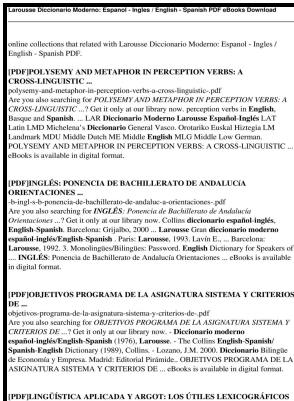 Larousse Diccionario Moderno: Espanol - Ingles / English - Spanish PDF eBooks Download
online collections that related with Larousse Diccionario Moderno: Espanol - Ingles /
English - Spanish PDF.
[PDF]POLYSEMY AND METAPHOR IN PERCEPTION VERBS: A
CROSS-LINGUISTIC ...
polysemy-and-metaphor-in-perception-verbs-a-cross-linguistic-.pdf
Are you also searching for POLYSEMY AND METAPHOR IN PERCEPTION VERBS: A
CROSS-LINGUISTIC ...? Get it only at our library now. perception verbs in English,
Basque and Spanish. ... LAR Diccionario Moderno Larousse Español-Inglés LAT
Latin LMD Michelena's Diccionario General Vasco. Orotariko Euskal Hiztegia LM
Landmark MDU Middle Dutch ME Middle English MLG Middle Low German.
POLYSEMY AND METAPHOR IN PERCEPTION VERBS: A CROSS-LINGUISTIC ...
eBooks is available in digital format.
[PDF]INGLÉS: PONENCIA DE BACHILLERATO DE ANDALUCÍA
ORIENTACIONES ...
-b-ingl-s-b-ponencia-de-bachillerato-de-andaluc-a-orientaciones-.pdf
Are you also searching for INGLÉS: Ponencia de Bachillerato de Andalucía
Orientaciones ...? Get it only at our library now. Collins diccionario español-inglés,
English-Spanish. Barcelona: Grijalbo, 2000 ... Larousse Gran diccionario moderno
español-inglés/English-Spanish . Paris: Larousse, 1993. Lavín E., ... Barcelona:
Larousse, 1992. 3. Monolingües/Bilingües: Password. English Dictionary for Speakers of
.... INGLÉS: Ponencia de Bachillerato de Andalucía Orientaciones ... eBooks is available
in digital format.
[PDF]OBJETIVOS PROGRAMA DE LA ASIGNATURA SISTEMA Y CRITERIOS
DE ...
objetivos-programa-de-la-asignatura-sistema-y-criterios-de-.pdf
Are you also searching for OBJETIVOS PROGRAMA DE LA ASIGNATURA SISTEMA Y
CRITERIOS DE ...? Get it only at our library now. - Diccionario moderno
español-inglés/English-Spanish (1976), Larousse. - The Collins English-Spanish/
Spanish-English Dictionary (1989), Collins. - Lozano, J.M. 2000. Diccionario Bilingüe
de Economía y Empresa. Madrid: Editorial Pirámide.. OBJETIVOS PROGRAMA DE LA
ASIGNATURA SISTEMA Y CRITERIOS DE ... eBooks is available in digital format.
[PDF]LINGÜÍSTICA APLICADA Y ARGOT: LOS ÚTILES LEXICOGRÁFICOS